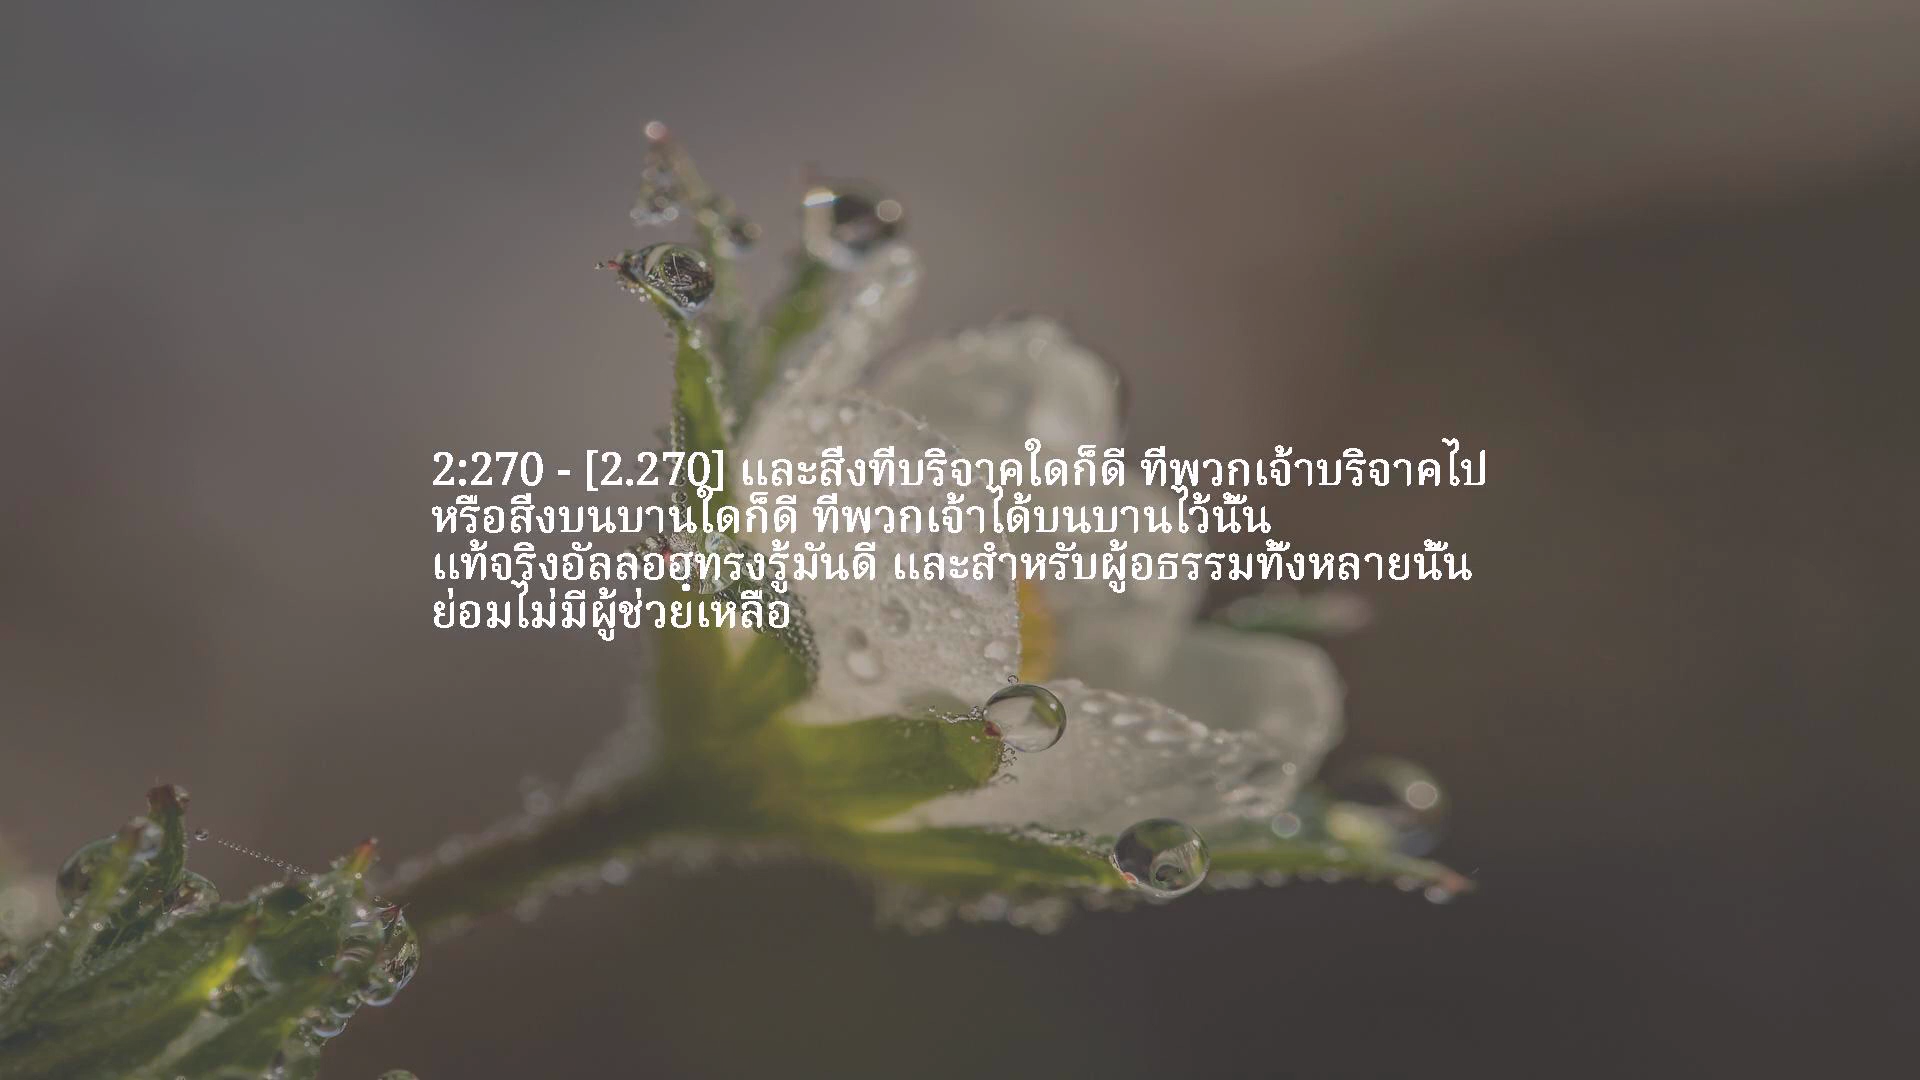 2:270 - [2.270] และสิ่งที่บริจาคใดก็ดี ที่พวกเจ้าบริจาคไป
หรือสิ่งบนบานใดก็ดี ที่พวกเจ้าได้บนบานไว้นั้น
แท้จริงอัลลอฮฺทรงรู้มันดี และสำหรับผู้อธรรมทั้งหลายนั้น
ย่อมไม่มีผู้ช่วยเหลือ